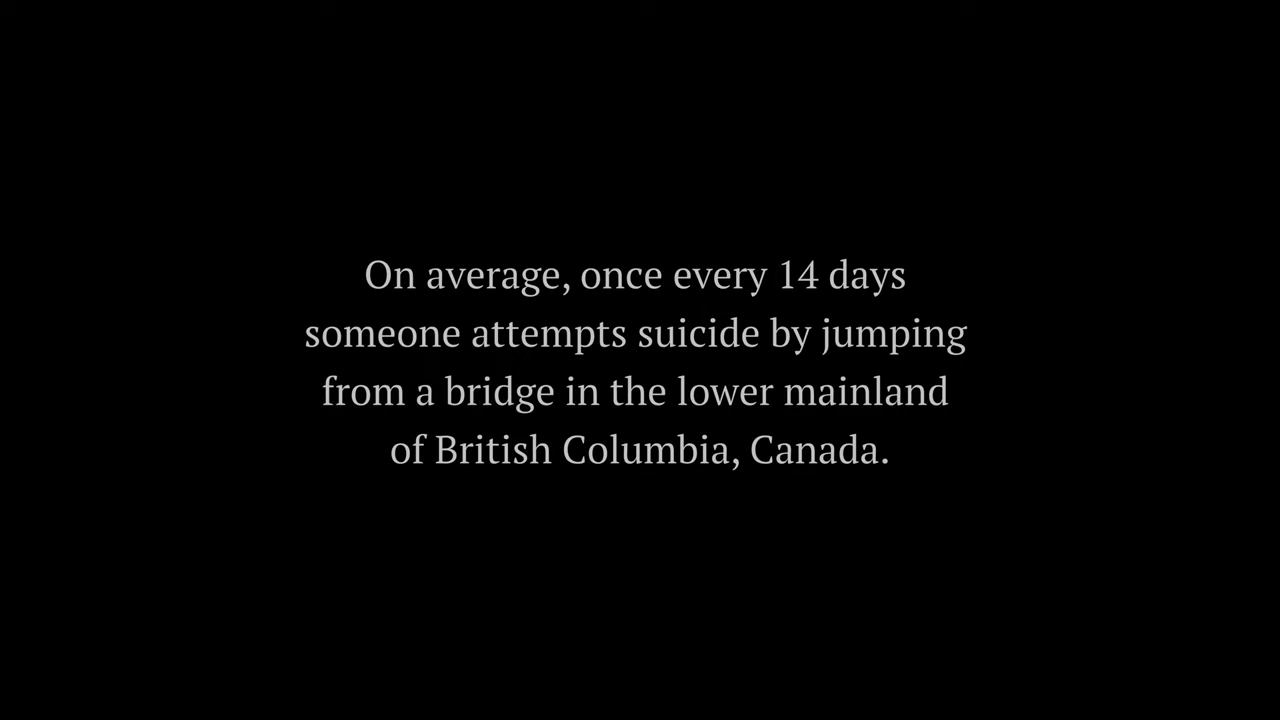 On average, once every 14 days
someone attempts suicide by jumping
from a bridge in the lower mainland
of British Columbia, Canada.